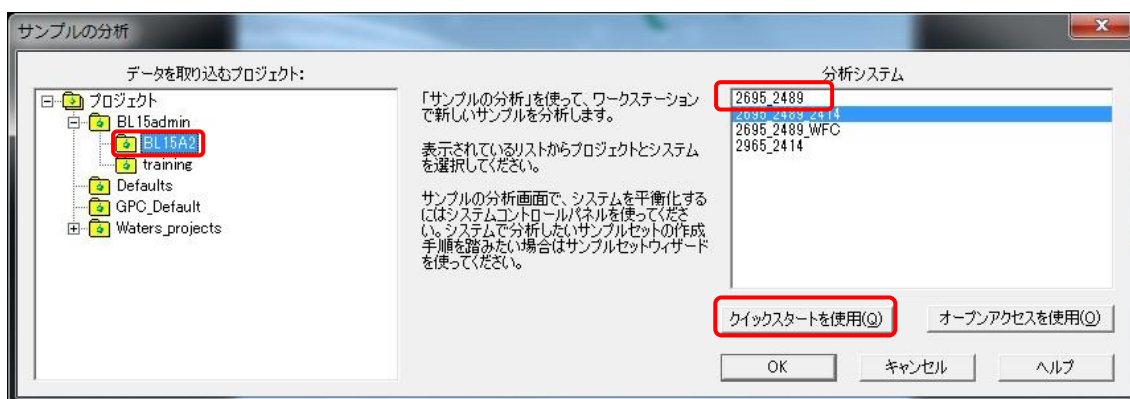 サンプルの分析
データを取り込むプロジェクト:
プロジェクト
BL15admin
BL15A2
training
Defaults
GPC_Default
Waters_projects
「サンプルの分析」を使って、ワークステーション
で新しいサンプルを分析します。
表示されているリストからプロジェクトとシステム
を選択してください。
サンプルの分析画面で、システムを平衡化する
にはシステムコントロールパネルを使ってくださ
い。システムで分析したいサンプルセットの作成
手順を踏みたい場合はサンプルセットウィザード
を使ってください。
分析システム
2695_2489
2695_2489_2414
2695_2489_WFC
2965_2414
クイックスタートを使用(Q)
オープンアクセスを使用(O)
OK
キャンセル
ヘルプ